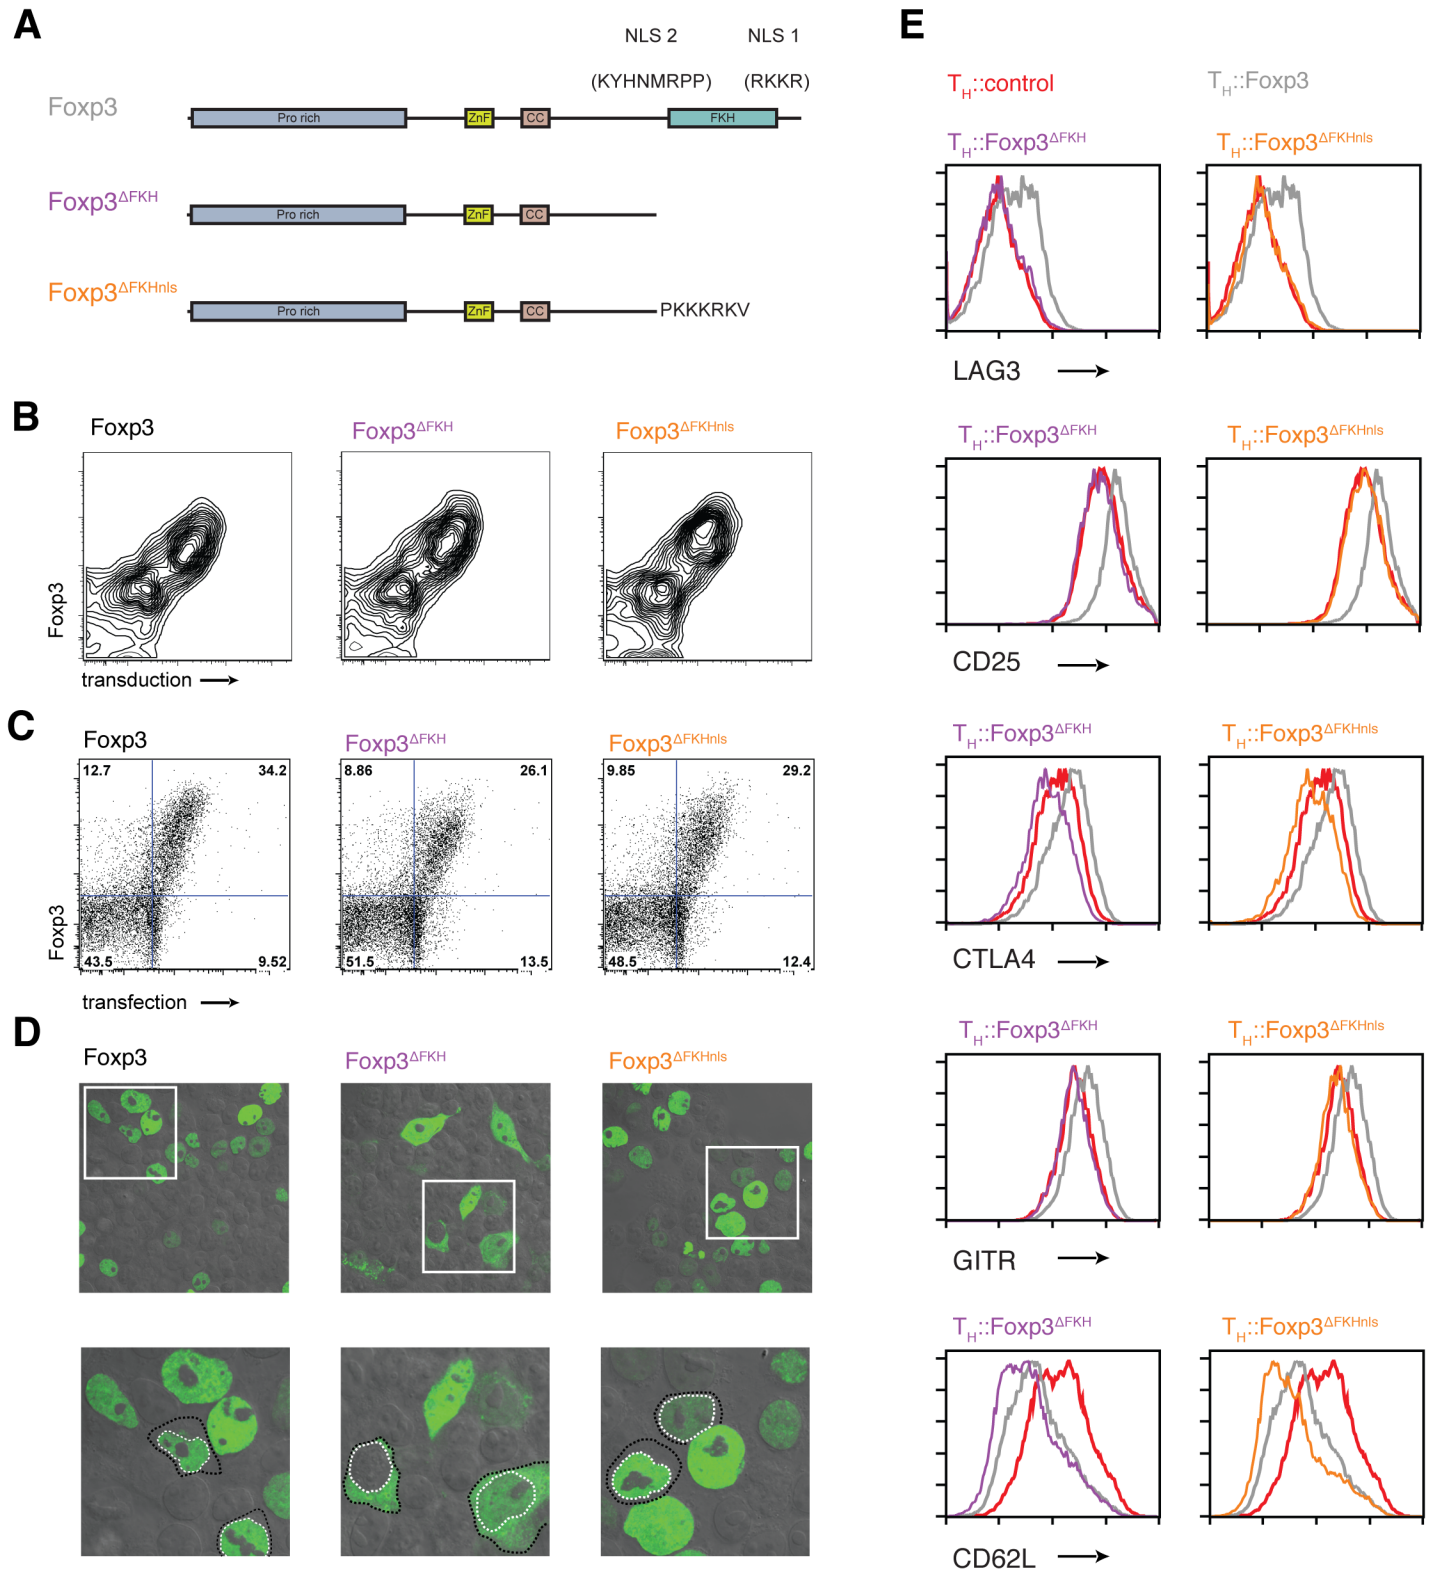 A
NLS 2 NLS 1
(KYHNMRPP) (RKKR)
Foxp3 Pro rich ZnF CC FKH
Foxp3ΔFKH Pro rich ZnF CC
Foxp3ΔFKHnls Pro rich ZnF CC PKKKRKV
B
Foxp3 Foxp3ΔFKH Foxp3ΔFKHnls
Foxp3
transduction
C
Foxp3 Foxp3ΔFKH Foxp3ΔFKHnls
12.7 34.2 8.86 26.1 9.85 29.2
Foxp3
43.5 9.52 51.5 13.5 48.5 12.4
transfection
D
Foxp3 Foxp3ΔFKH Foxp3ΔFKHnls
E
TH::control TH::Foxp3
TH::Foxp3ΔFKH TH::Foxp3ΔFKHnls
LAG3
TH::Foxp3ΔFKH TH::Foxp3ΔFKHnls
CD25
TH::Foxp3ΔFKH TH::Foxp3ΔFKHnls
CTLA4
TH::Foxp3ΔFKH TH::Foxp3ΔFKHnls
GITR
TH::Foxp3ΔFKH TH::Foxp3ΔFKHnls
CD62L